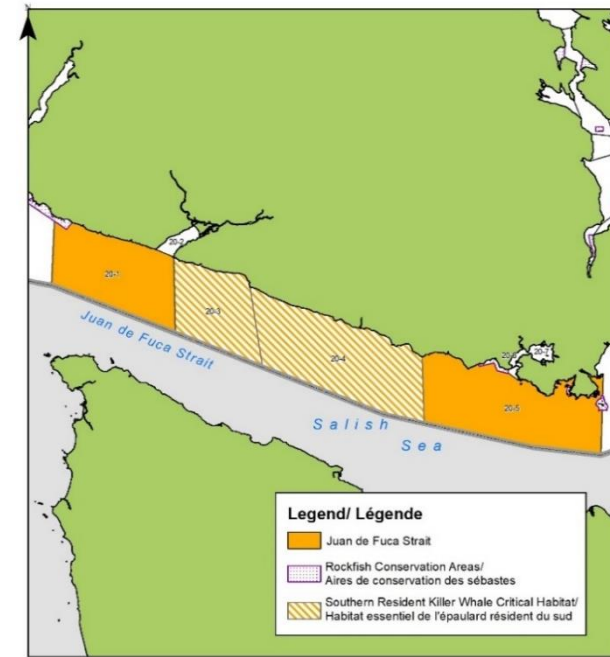 N
20-2
20-1
20-3
Juan de Fuca Strait
20-4
20-6
20-7
20-5
Salish
Sea
Legend/ Légende
Juan de Fuca Strait
Rockfish Conservation Areas/
Aires de conservation des sébastes
Southern Resident Killer Whale Critical Habitat/
Habitat essentiel de l'épaulard résident du sud